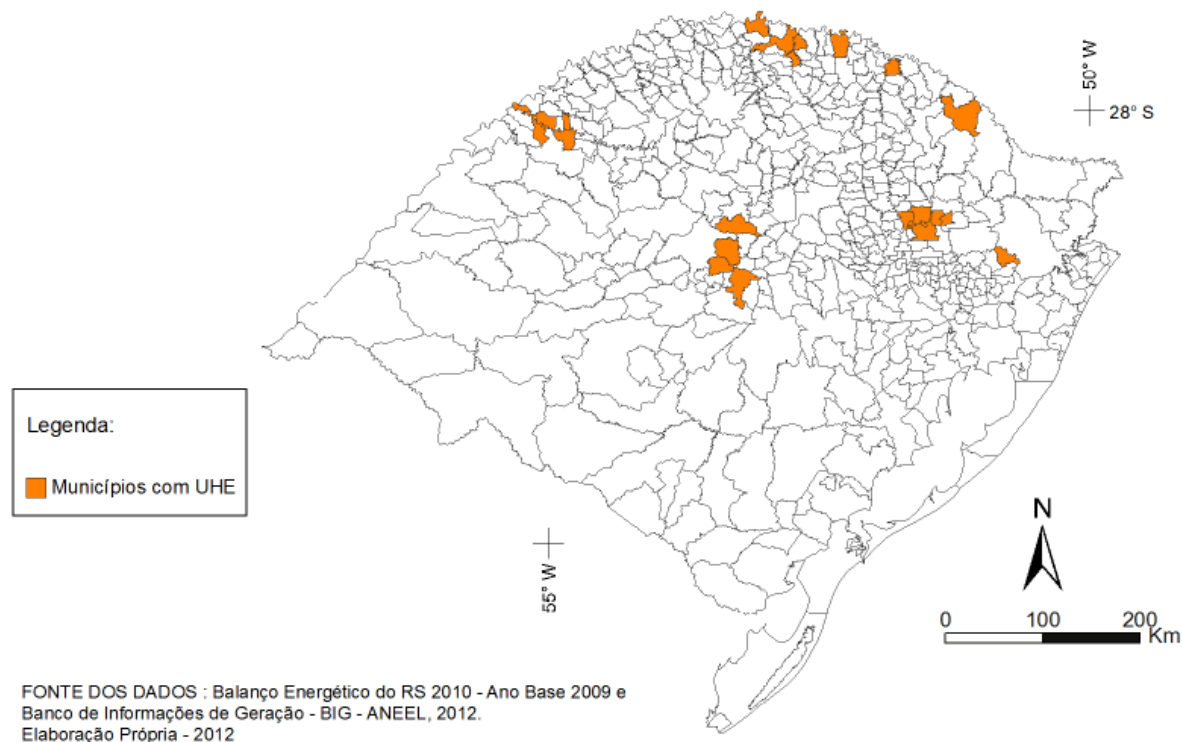 50° W
28° S
Legenda:
Municípios com UHE
55° W
N
0 100 200
Km
FONTE DOS DADOS : Balanço Energético do RS 2010 - Ano Base 2009 e
Banco de Informações de Geração - BIG - ANEEL, 2012.
Elaboração Própria - 2012